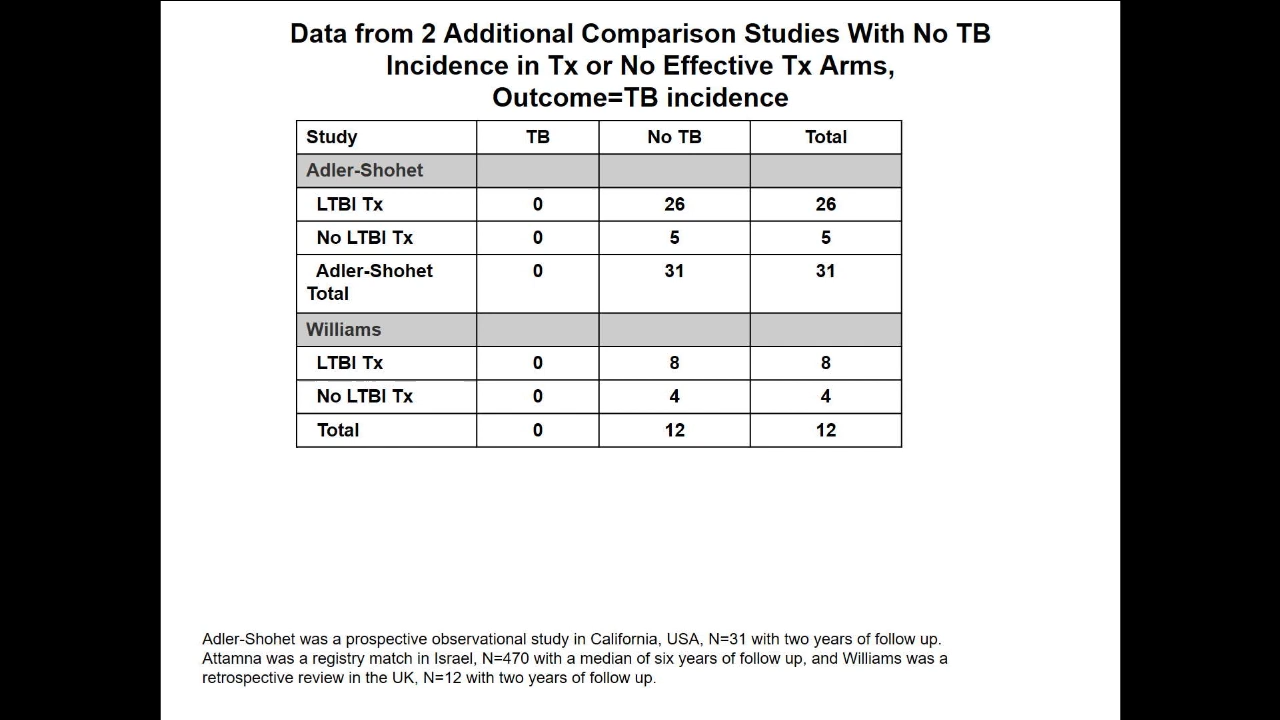 Data from 2 Additional Comparison Studies With No TB
Incidence in Tx or No Effective Tx Arms,
Outcome=TB incidence
Study TB No TB Total
Adler-Shohet
LTBI Tx 0 26 26
No LTBI Tx 0 5 5
Adler-Shohet 0 31 31
Total
Williams
LTBI Tx 0 8 8
No LTBI Tx 0 4 4
Total 0 12 12
Adler-Shohet was a prospective observational study in California, USA, N=31 with two years of follow up.
Attamna was a registry match in Israel, N=470 with a median of six years of follow up, and Williams was a
retrospective review in the UK, N=12 with two years of follow up.